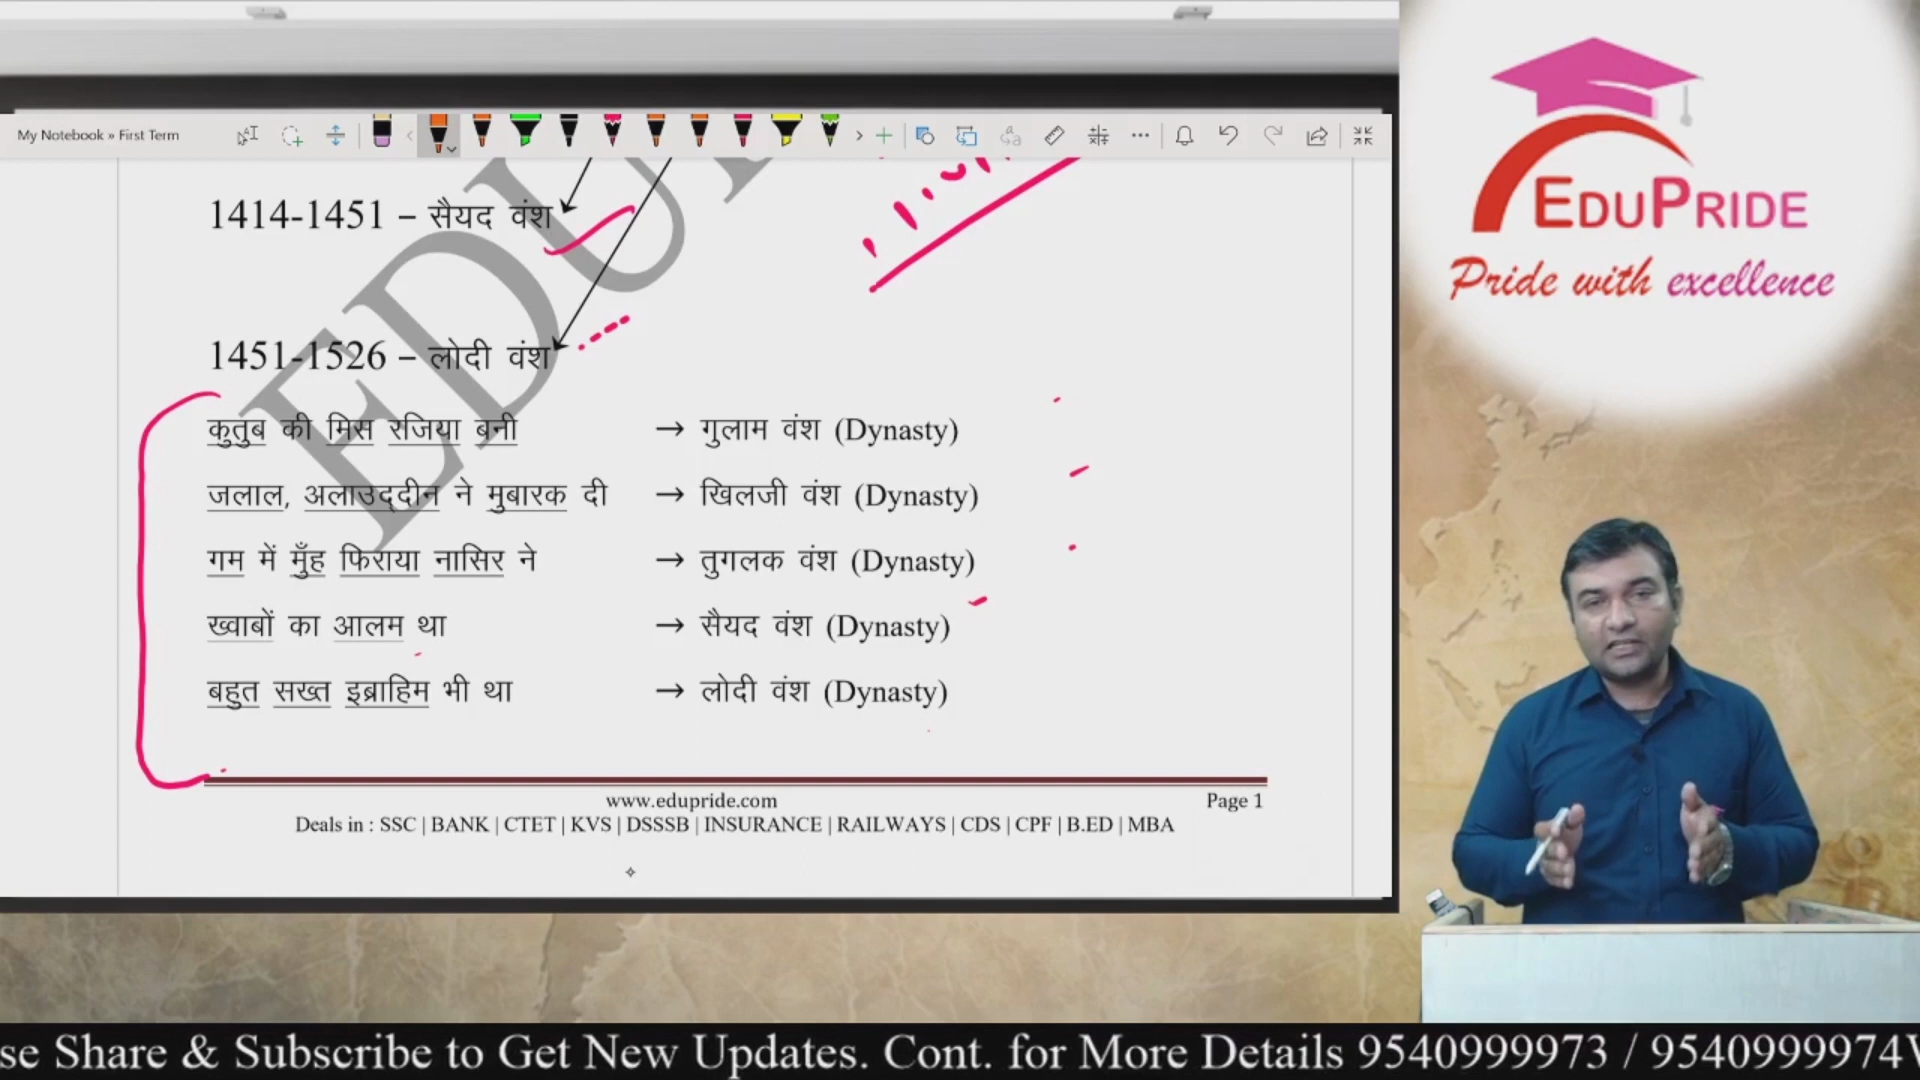 My Notebook » First Term
1414-1451 – सैयद वंश
1451-1526 – लोदी वंश
कुतुब की मिस रजिया बनी → गुलाम वंश (Dynasty)
जलाल, अलाउद्दीन ने मुबारक दी → खिलजी वंश (Dynasty)
गम में मुँह फिराया नासिर ने → तुगलक वंश (Dynasty)
ख्वाबों का आलम था → सैयद वंश (Dynasty)
बहुत सख्त इब्राहिम भी था → लोदी वंश (Dynasty)
www.edupride.com
Page 1
Deals in : SSC | BANK | CTET | KVS | DSSSB | INSURANCE | RAILWAYS | CDS | CPF | B.ED | MBA
EDUPRIDE
Pride with excellence
se Share & Subscribe to Get New Updates. Cont. for More Details 9540999973 / 9540999974